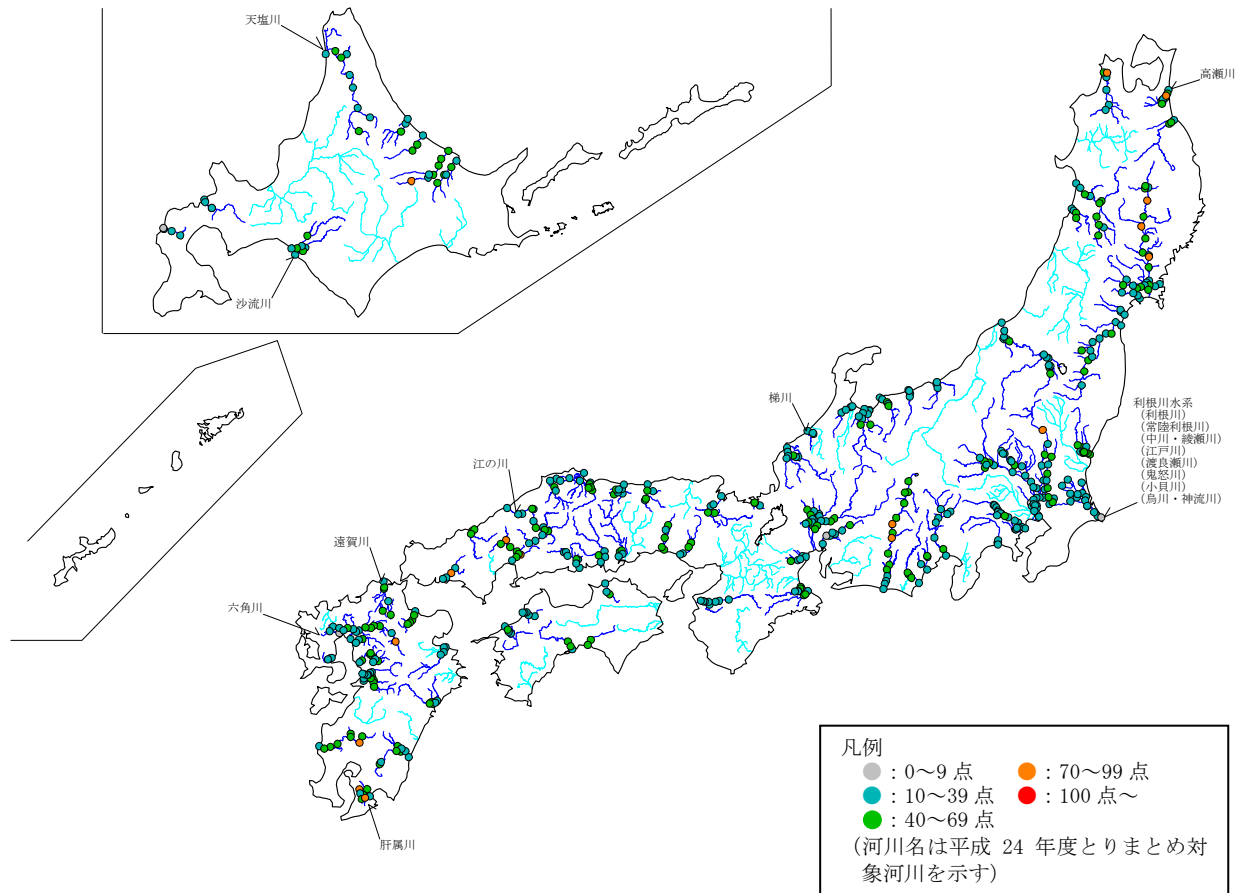 天塩川
高瀬川
沙流川
梯川
利根川水系
(利根川)
(常陸利根川)
(中川・綾瀬川)
(江戸川)
(渡良瀬川)
(鬼怒川)
(小貝川)
(烏川・神流川)
江の川
遠賀川
六角川
肝属川
凡例
:0～9 点
:10～39 点
:40～69 点
:70～99 点
:100 点～
(河川名は平成 24 年度とりまとめ対
象河川を示す)